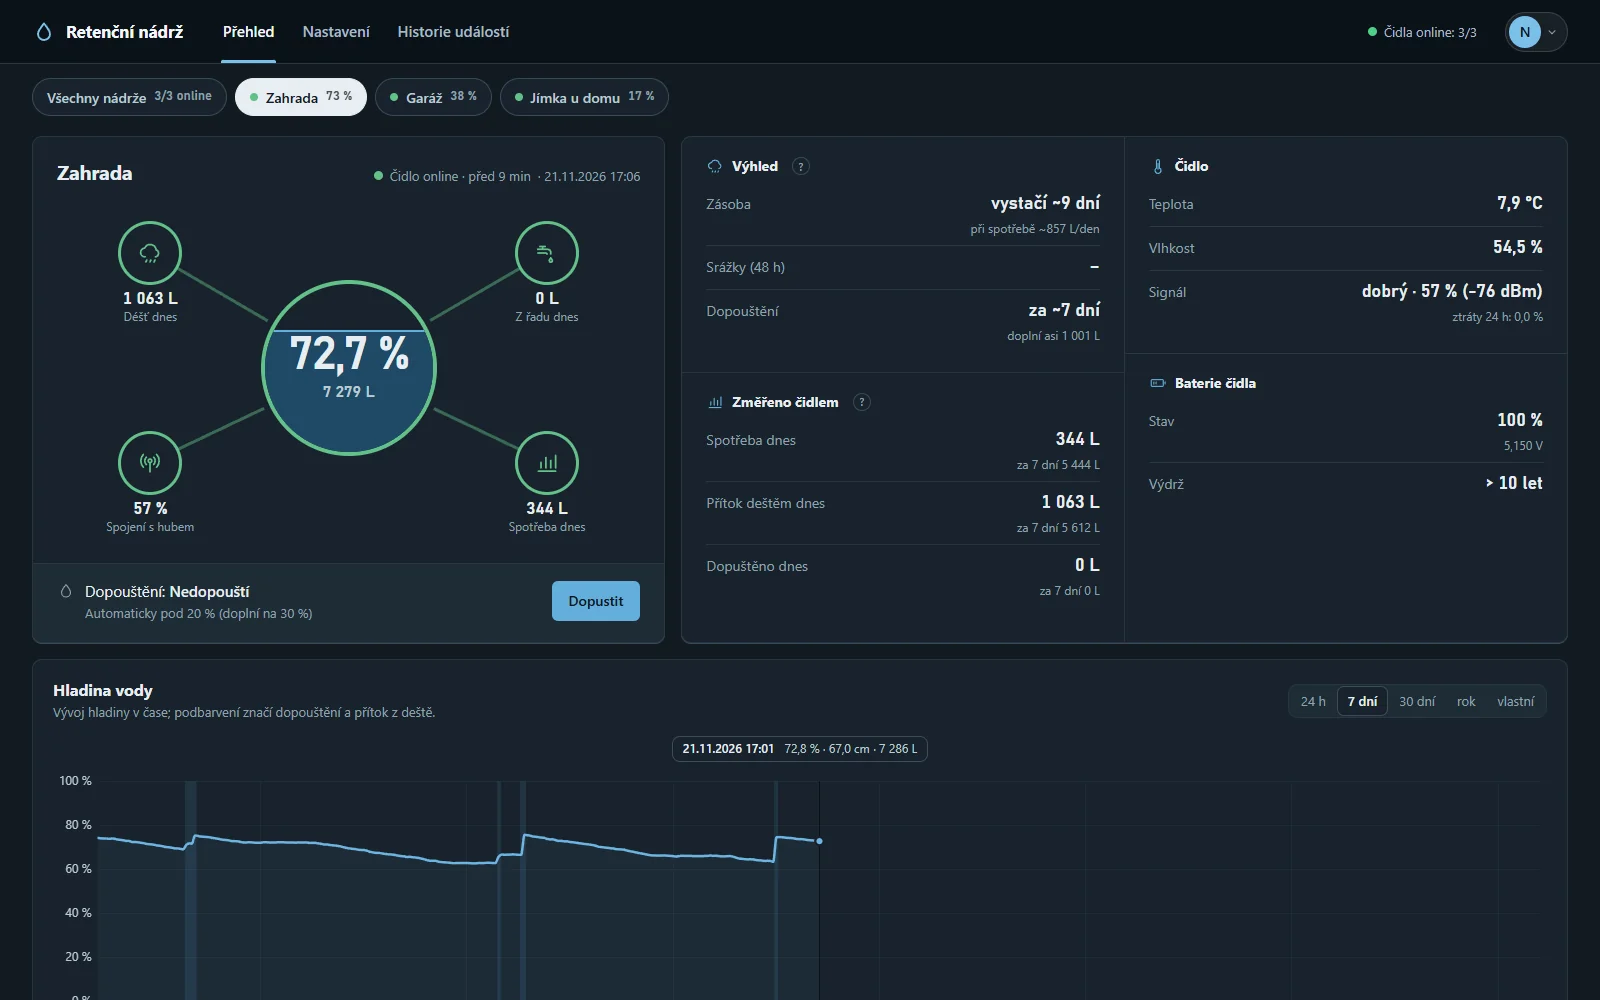 Retenční nádrž
Přehled
Nastavení
Historie událostí
Čidla online: 3/3
N
Všechny nádrže 3/3 online
Zahrada 73 %
Garáž 38 %
Jímka u domu 17 %
Zahrada
Čidlo online · před 9 min · 21.11.2026 17:06
1 063 L
Déšť dnes
0 L
Z řadu dnes
72,7 %
7 279 L
57 %
Spojení s hubem
344 L
Spotřeba dnes
Dopouštění: Nedopouští
Automaticky pod 20 % (doplní na 30 %)
Dopustit
Výhled ?
Zásoba
vystačí ~9 dní
při spotřebě ~857 L/den
Srážky (48 h)
–
Dopouštění
za ~7 dní
doplní asi 1 001 L
Změřeno čidlem ?
Spotřeba dnes
344 L
za 7 dní 5 444 L
Přítok deštěm dnes
1 063 L
za 7 dní 5 612 L
Dopuštěno dnes
0 L
za 7 dní 0 L
Čidlo
Teplota
7,9 °C
Vlhkost
54,5 %
Signál
dobrý · 57 % (-76 dBm)
ztráty 24 h: 0,0 %
Baterie čidla
Stav
100 %
5,150 V
Výdrž
> 10 let
Hladina vody
Vývoj hladiny v čase; podbarvení značí dopouštění a přítok z deště.
24 h
7 dní
30 dní
rok
vlastní
21.11.2026 17:01 72,8 % · 67,0 cm · 7 286 L
100 %
80 %
60 %
40 %
20 %
0 %